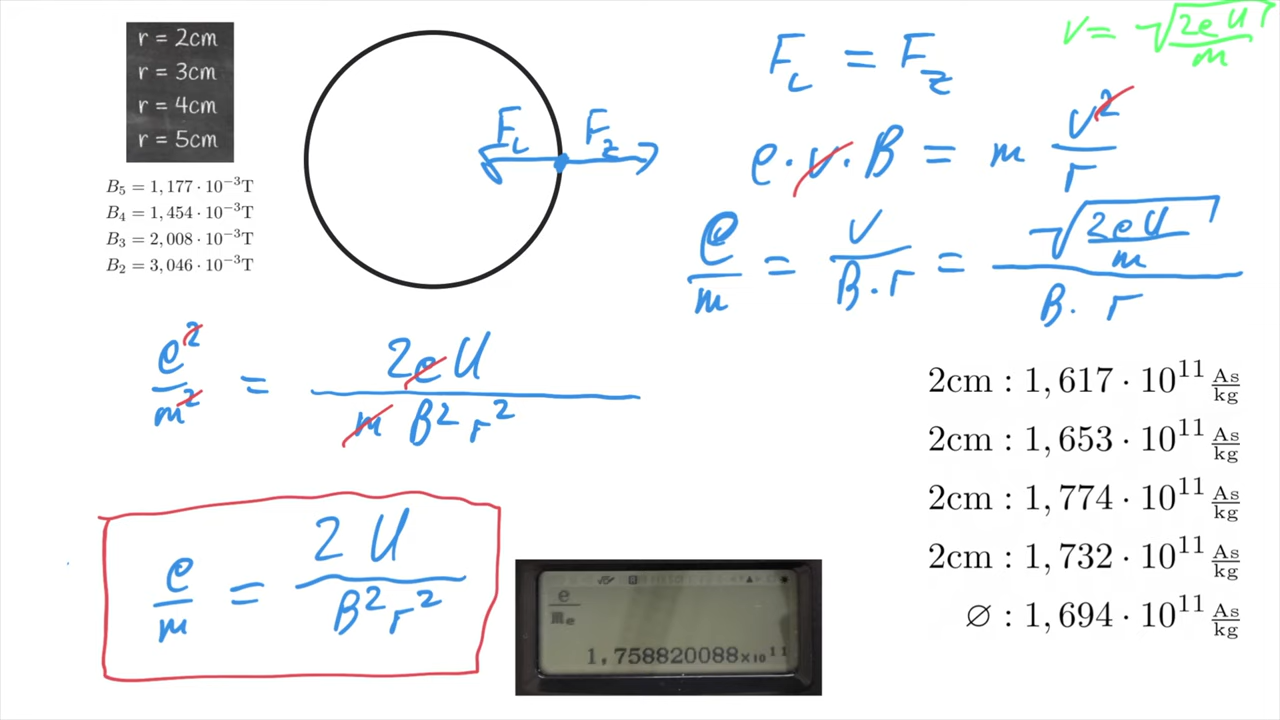 r = 2cm
r = 3cm
r = 4cm
r = 5cm
B₅ = 1,177 · 10⁻³T
B₄ = 1,454 · 10⁻³T
B₃ = 2,008 · 10⁻³T
B₂ = 3,046 · 10⁻³T
F_L F_Z
v = √(2eU/m)
F_L = F_Z
e · v · B = m v²/r
e/m = v/(B · r) = √(2eU/m)/(B · r)
e²/m² = 2eU/(m B² r²)
e/m = 2U/(B² r²)
2cm : 1,617 · 10¹¹ As/kg
2cm : 1,653 · 10¹¹ As/kg
2cm : 1,774 · 10¹¹ As/kg
2cm : 1,732 · 10¹¹ As/kg
∅ : 1,694 · 10¹¹ As/kg
e/mₑ
1,758820088×10¹¹